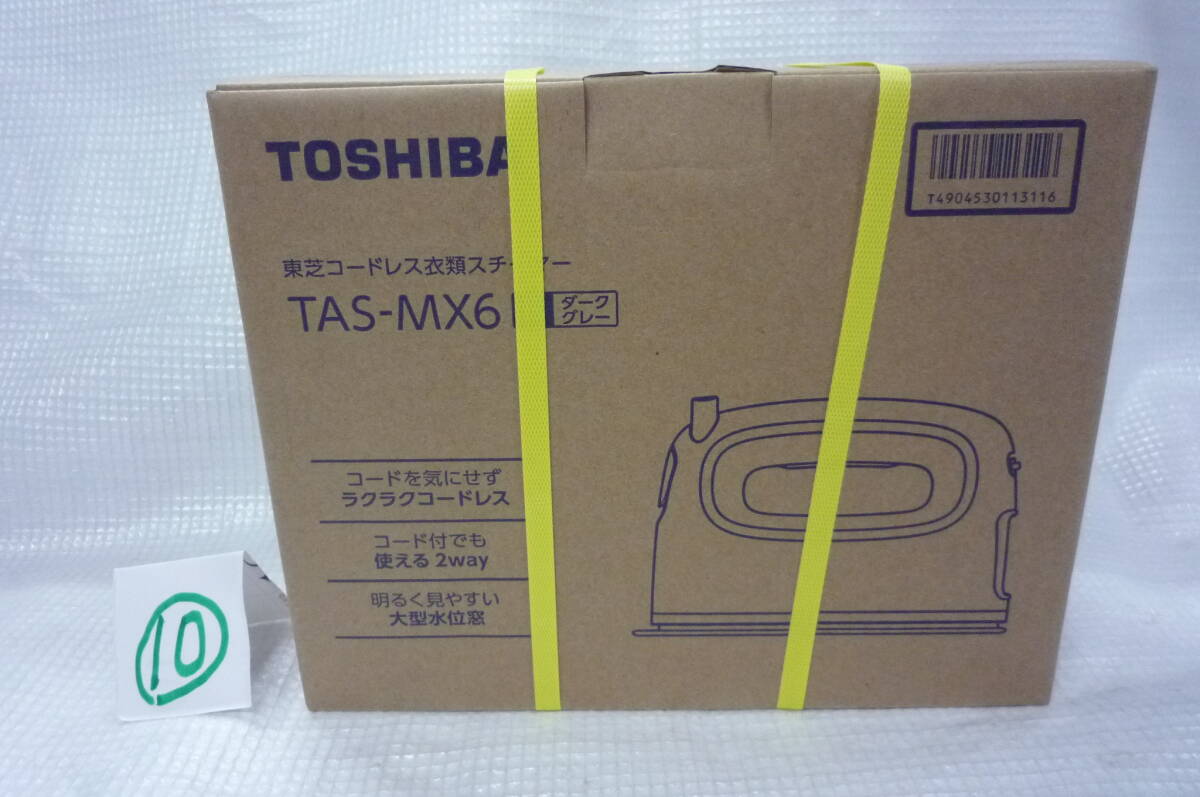 TOSHIBA
T4904530113116
東芝コードレス衣類スチーマー
TAS-MX6
ダーク
グレー
コードを気にせず
ラクラクコードレス
コード付でも
使える 2way
明るく見やすい
大型水位窓
10